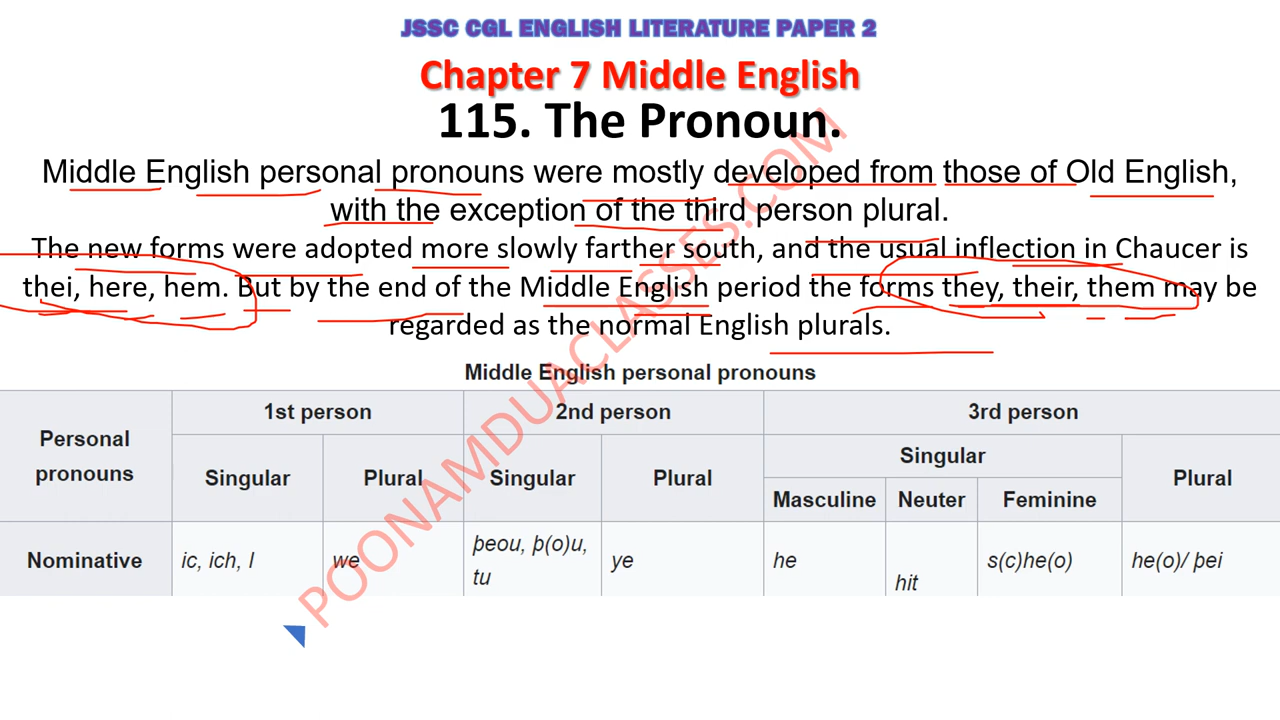 JSSC CGL ENGLISH LITERATURE PAPER 2
Chapter 7 Middle English
115. The Pronoun.
Middle English personal pronouns were mostly developed from those of Old English,
with the exception of the third person plural.
The new forms were adopted more slowly farther south, and the usual inflection in Chaucer is
thei, here, hem. But by the end of the Middle English period the forms they, their, them may be
regarded as the normal English plurals.
Middle English personal pronouns
Personal pronouns 1st person 2nd person 3rd person
Singular Plural Singular Plural Singular Plural
Masculine Neuter Feminine
Nominative ic, ich, I we þeou, þ(o)u, tu ye he hit s(c)he(o) he(o)/ þei
POONAMDUACLASSES.COM